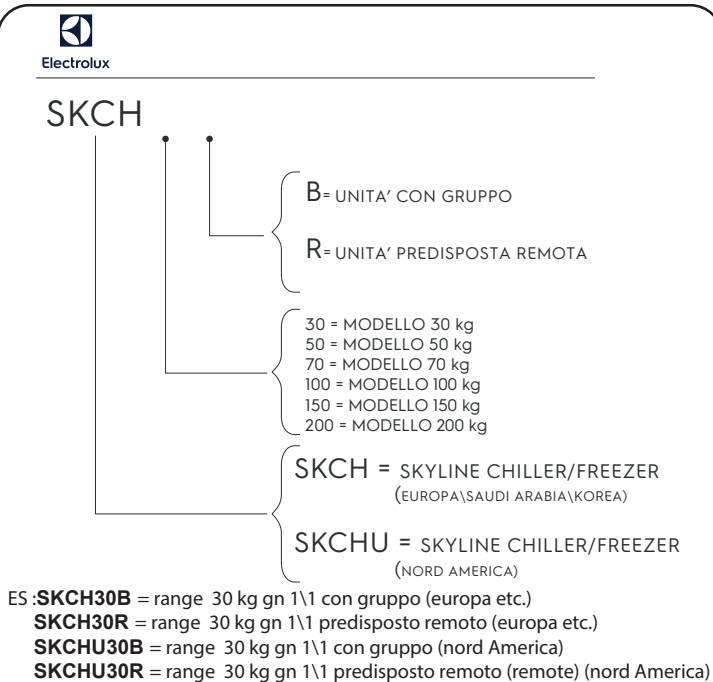 Electrolux
SKCH
B= UNITA' CON GRUPPO
R= UNITA' PREDISPOSTA REMOTA
30 = MODELLO 30 kg
50 = MODELLO 50 kg
70 = MODELLO 70 kg
100 = MODELLO 100 kg
150 = MODELLO 150 kg
200 = MODELLO 200 kg
SKCH = SKYLINE CHILLER/FREEZER
(EUROPA\SAUDI ARABIA\KOREA)
SKCHU = SKYLINE CHILLER/FREEZER
(NORD AMERICA)
ES :SKCH30B = range 30 kg gn 1\1 con gruppo (europa etc.)
SKCH30R = range 30 kg gn 1\1 predisposto remoto (europa etc.)
SKCHU30B = range 30 kg gn 1\1 con gruppo (nord America)
SKCHU30R = range 30 kg gn 1\1 predisposto remoto (remote) (nord America)